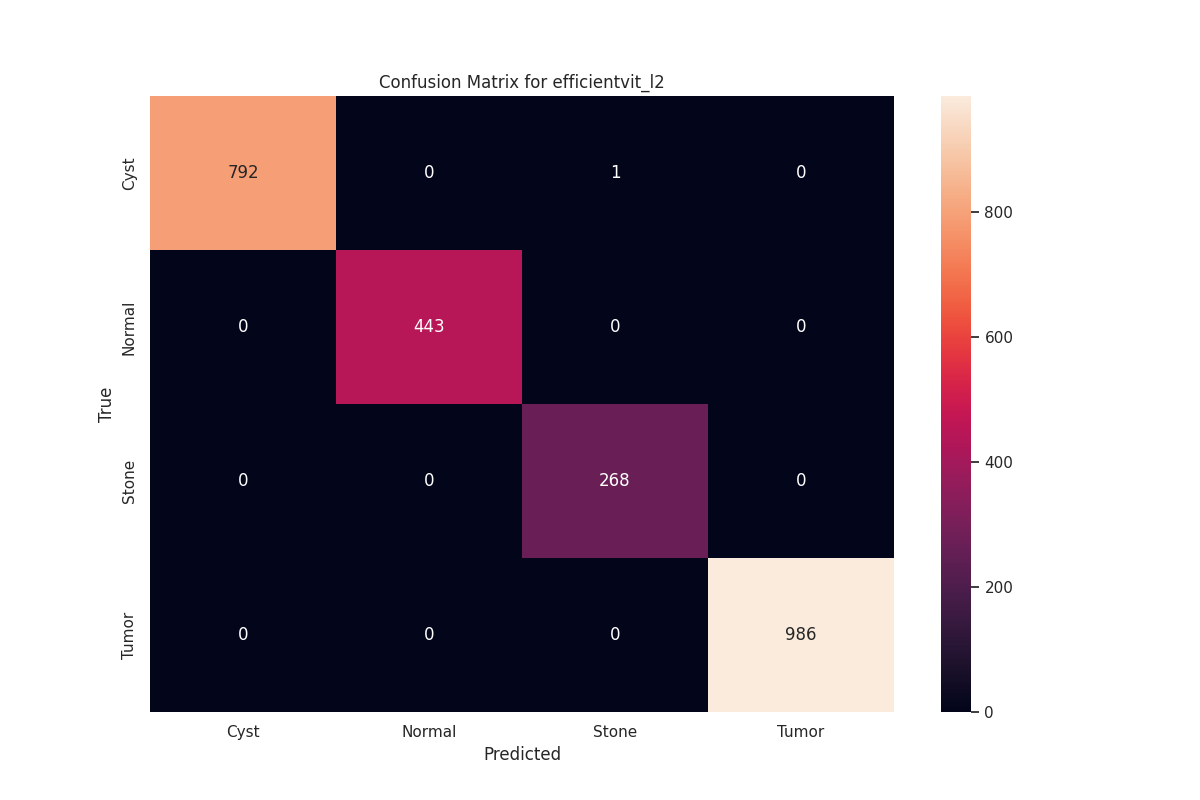 Confusion Matrix for efficientvit_l2
Cyst
792
0
1
0
Normal
0
443
0
0
Stone
0
0
268
0
Tumor
0
0
0
986
True
Cyst
Normal
Stone
Tumor
Predicted
800
600
400
200
0